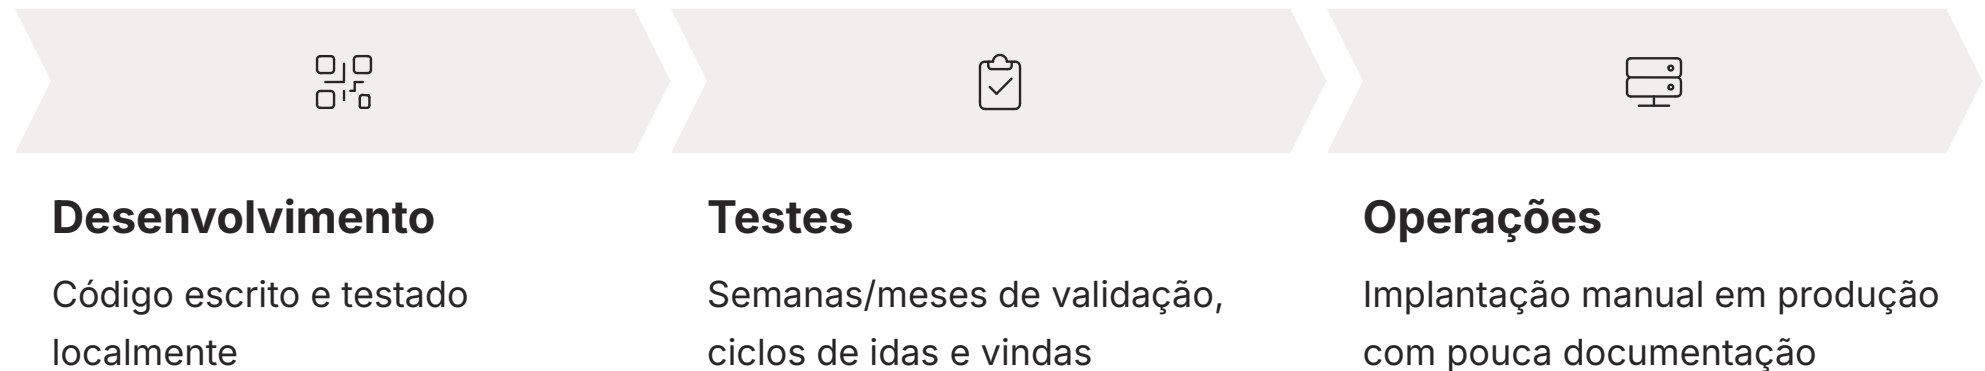 Desenvolvimento
Código escrito e testado
localmente
Testes
Semanas/meses de validação,
ciclos de idas e vindas
Operações
Implantação manual em produção
com pouca documentação